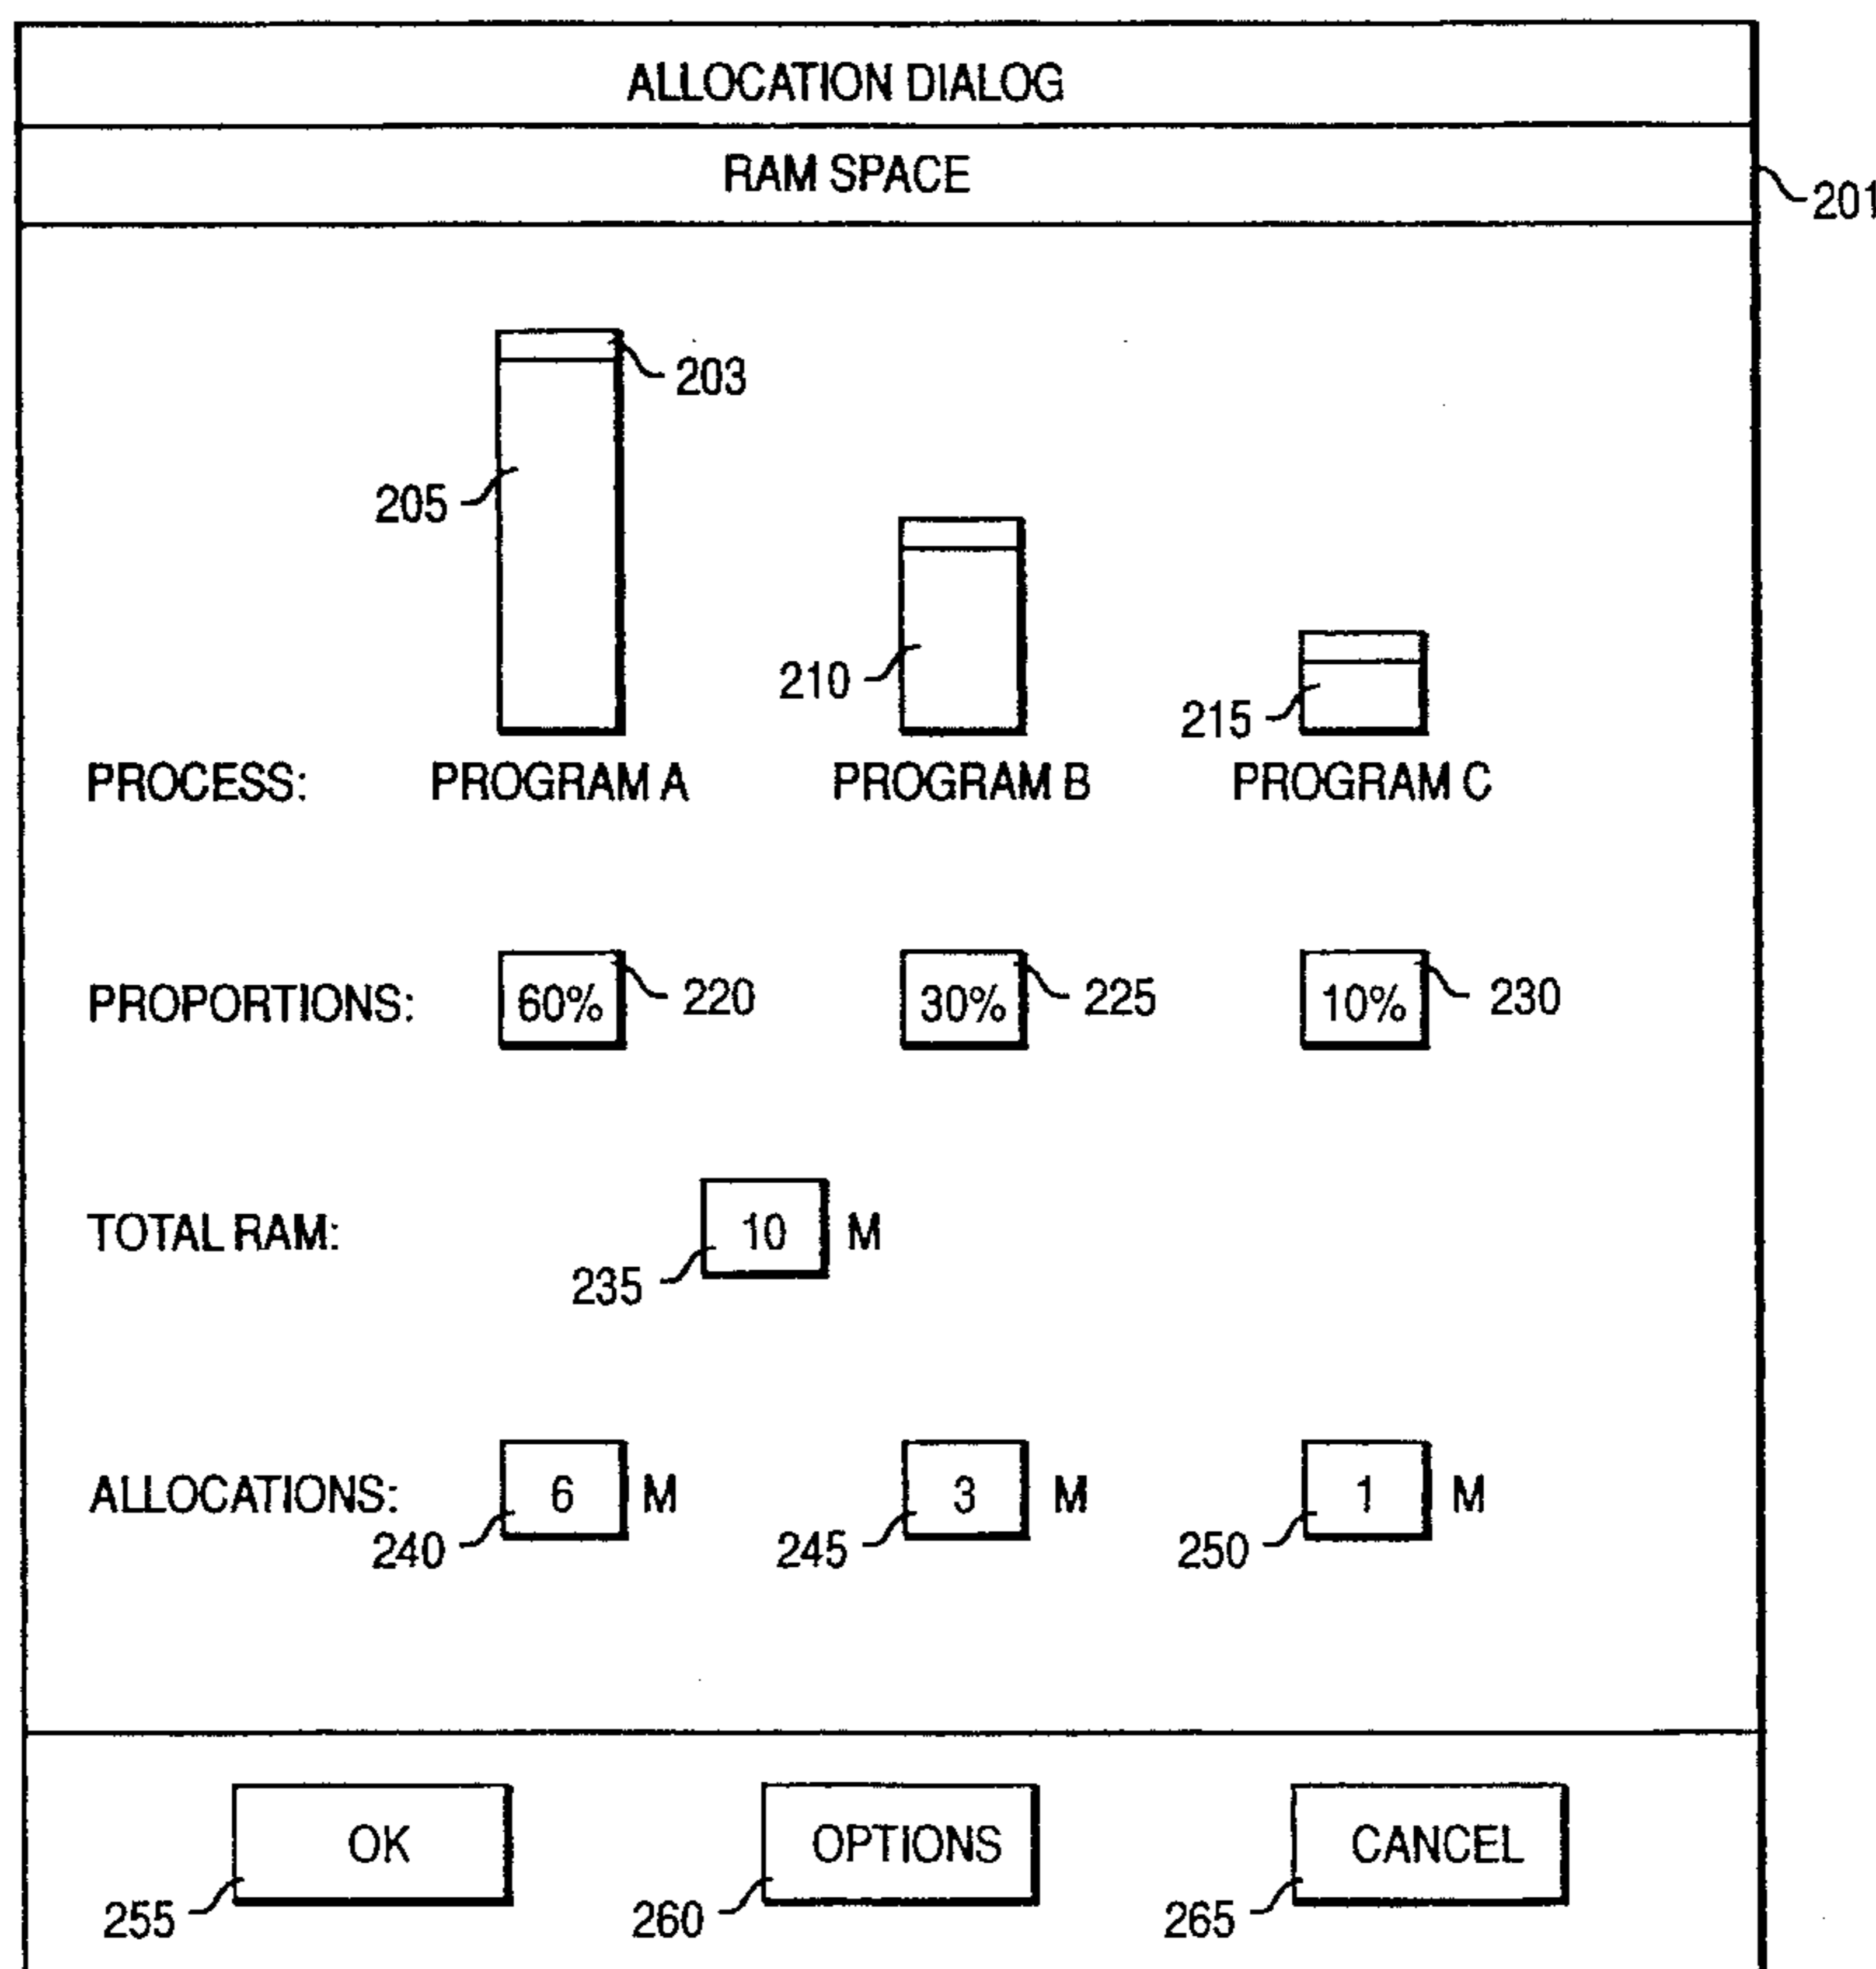 ALLOCATION DIALOG
RAM SPACE
201
203
205
210
215
PROCESS: PROGRAM A PROGRAM B PROGRAM C
PROPORTIONS: 60% 220 30% 225 10% 230
TOTAL RAM: 10 M
235
ALLOCATIONS: 6 M 3 M 1 M
240 245 250
OK OPTIONS CANCEL
255 260 265